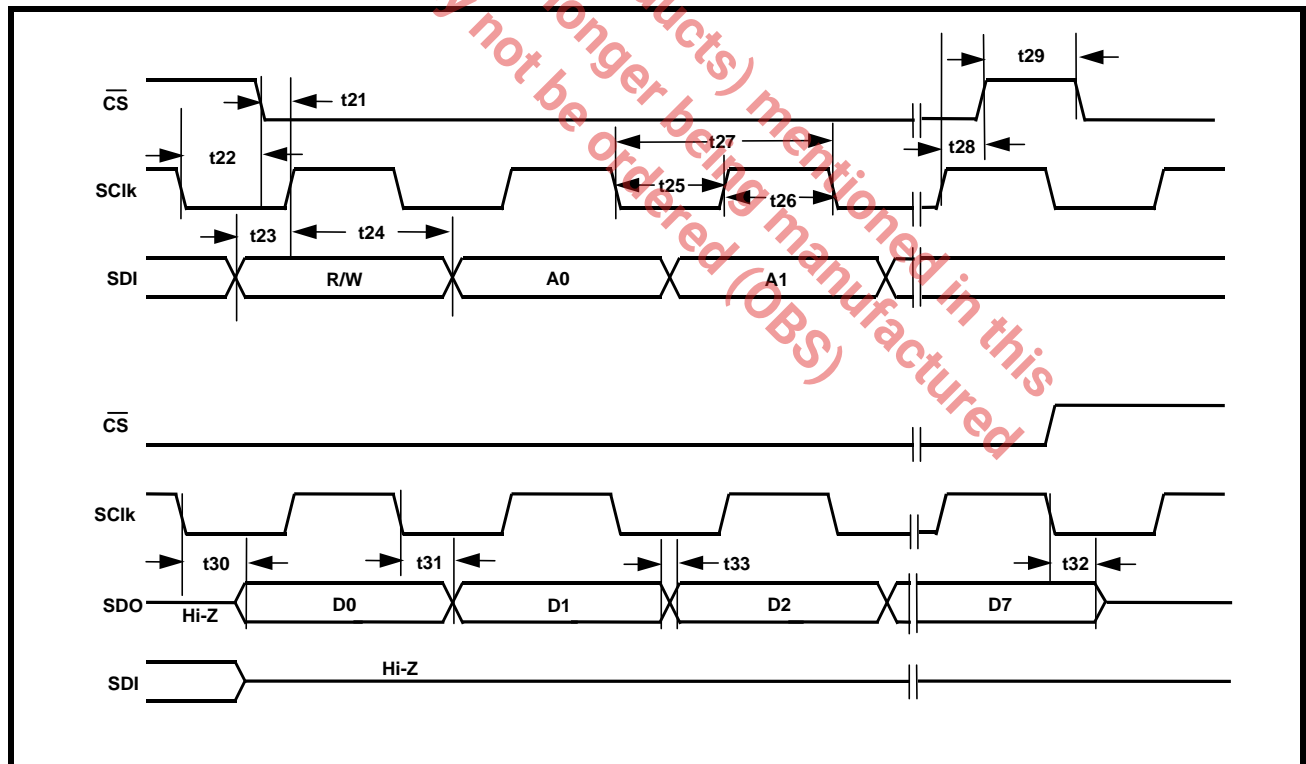 ucts) mentioned in this
onger being manufactured
y not be ordered (OBS)
CS
t21
t29
t22
t27
t28
SClk
t25
t26
t23
t24
SDI
R/W
A0
A1
CS
SClk
t30
t31
t33
t32
SDO
Hi-Z
D0
D1
D2
D7
SDI
Hi-Z